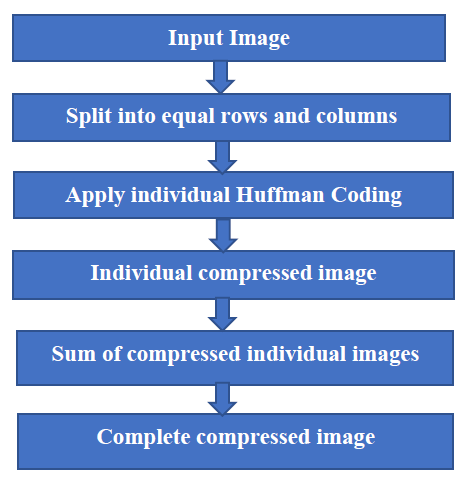 Input Image
Split into equal rows and columns
Apply individual Huffman Coding
Individual compressed image
Sum of compressed individual images
Complete compressed image